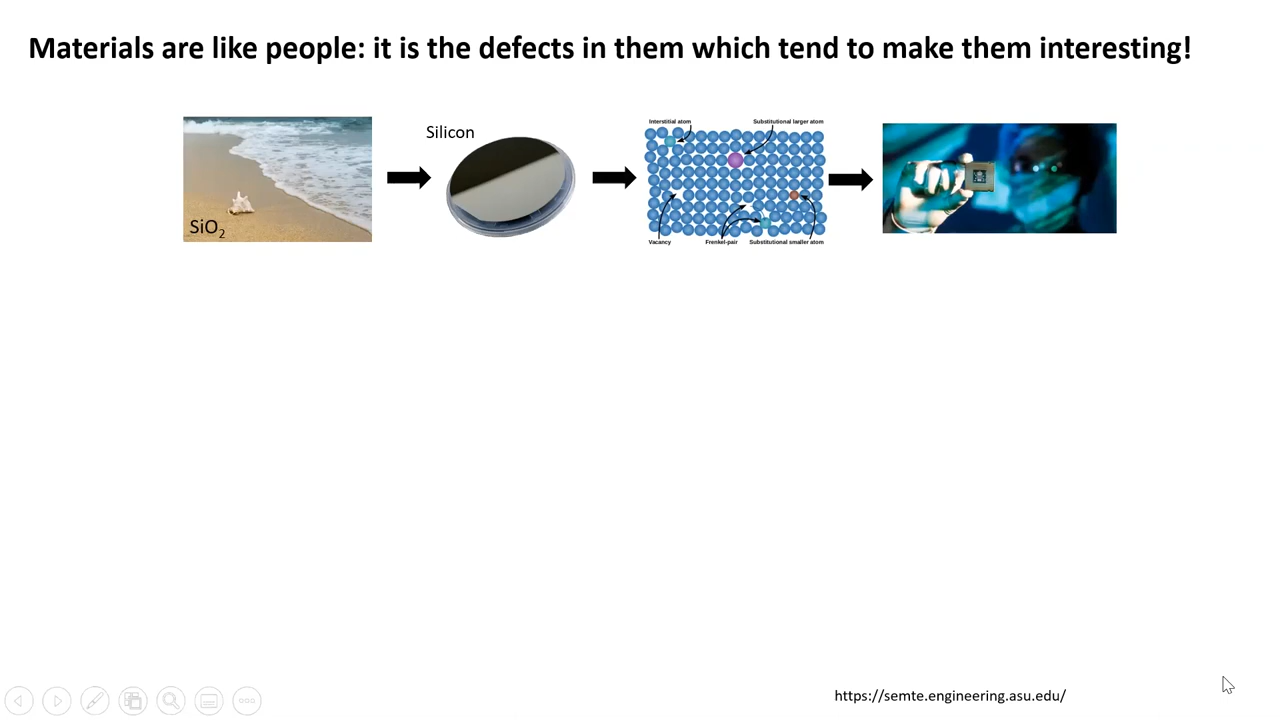 Materials are like people: it is the defects in them which tend to make them interesting!
SiO₂
Silicon
Interstitial atom
Substitutional larger atom
Vacancy
Frenkel-pair
Substitutional smaller atom
https://semte.engineering.asu.edu/